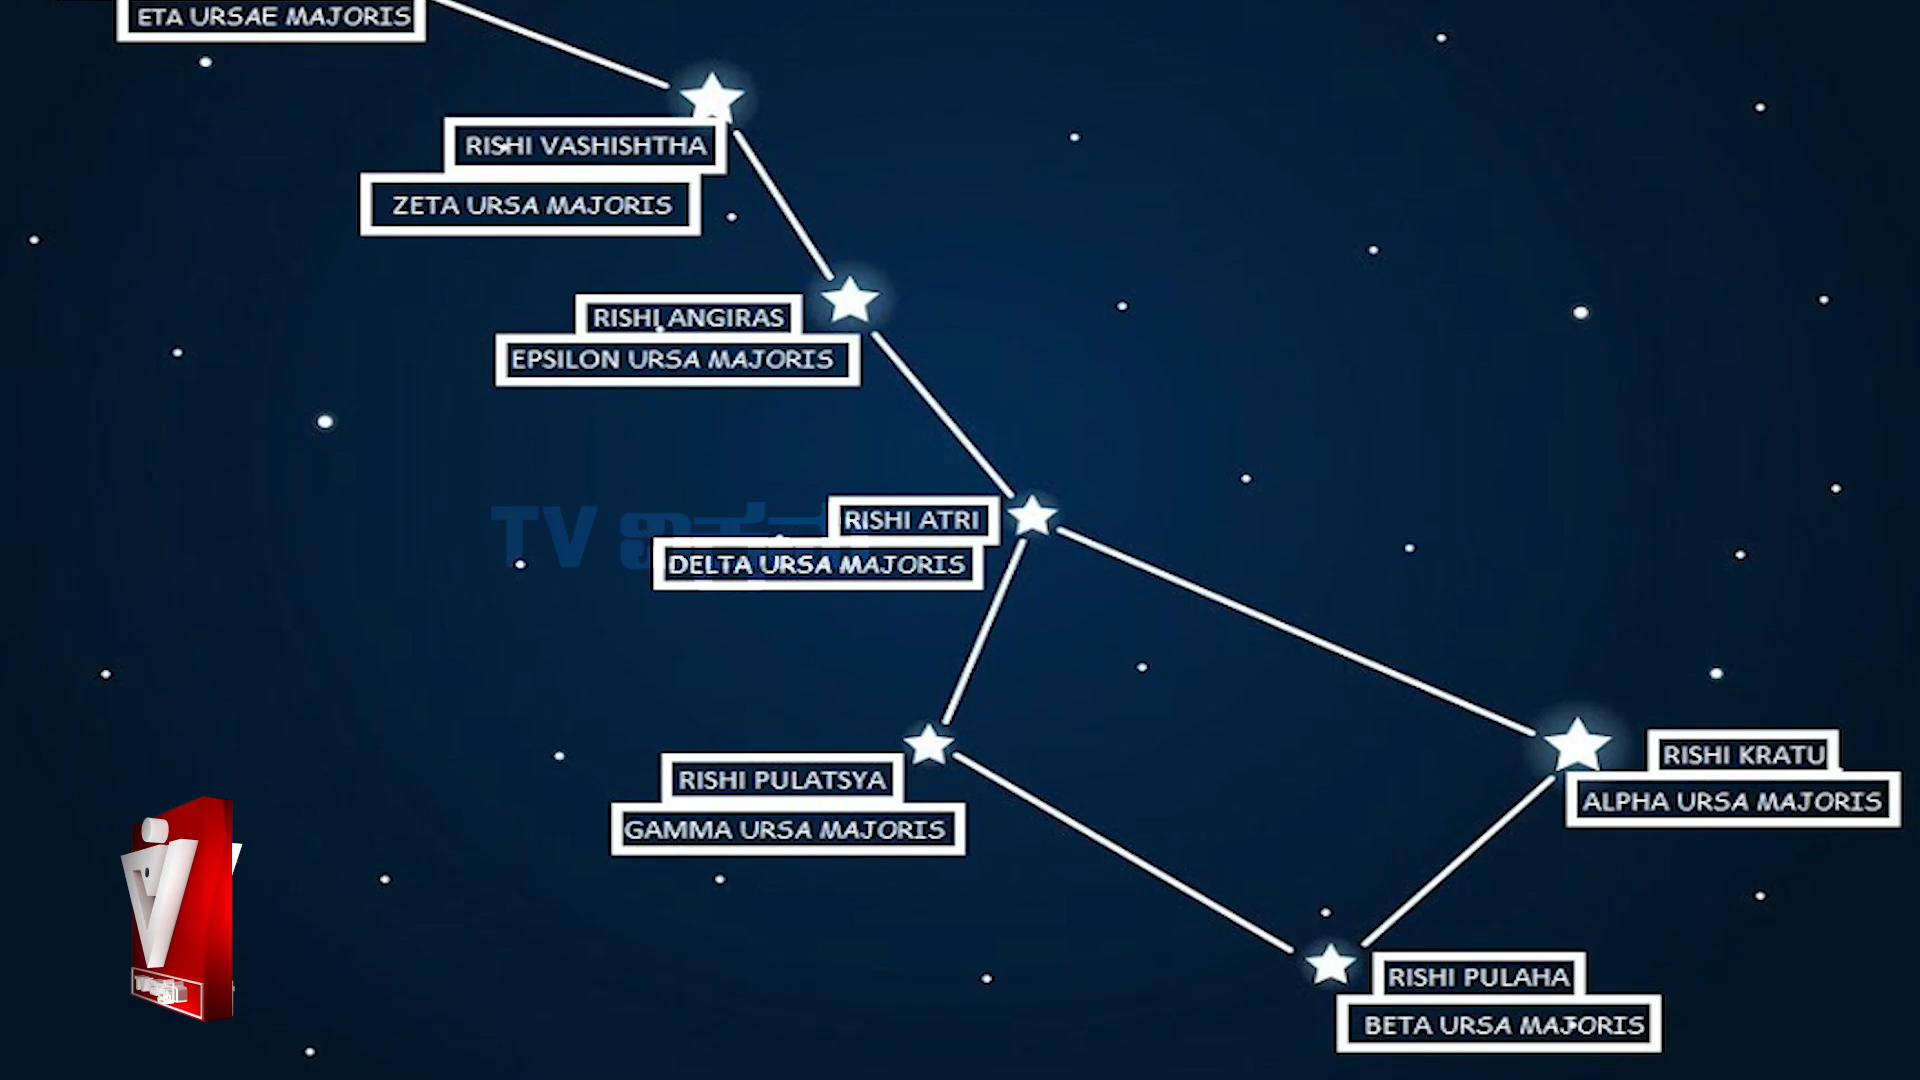 ETA URSAE MAJORIS
RISHI VASHISHTHA
ZETA URSA MAJORIS
RISHI ANGIRAS
EPSILON URSA MAJORIS
TV
RISHI ATRI
DELTA URSA MAJORIS
RISHI KRATU
ALPHA URSA MAJORIS
RISHI PULATSYA
GAMMA URSA MAJORIS
RISHI PULAHA
BETA URSA MAJORIS